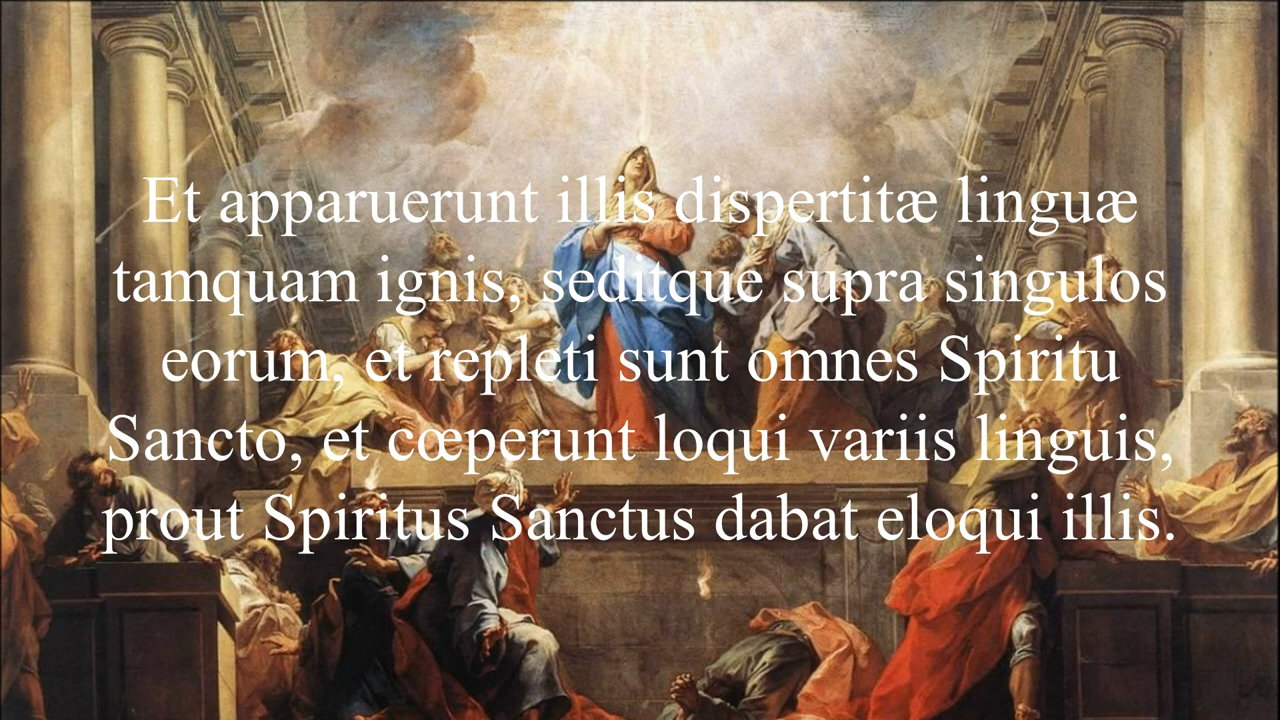 Et apparuerunt illis dispertitæ linguæ
tamquam ignis, seditque supra singulos
eorum, et repleti sunt omnes Spiritu
Sancto, et cœperunt loqui variis linguis,
prout Spiritus Sanctus dabat eloqui illis.